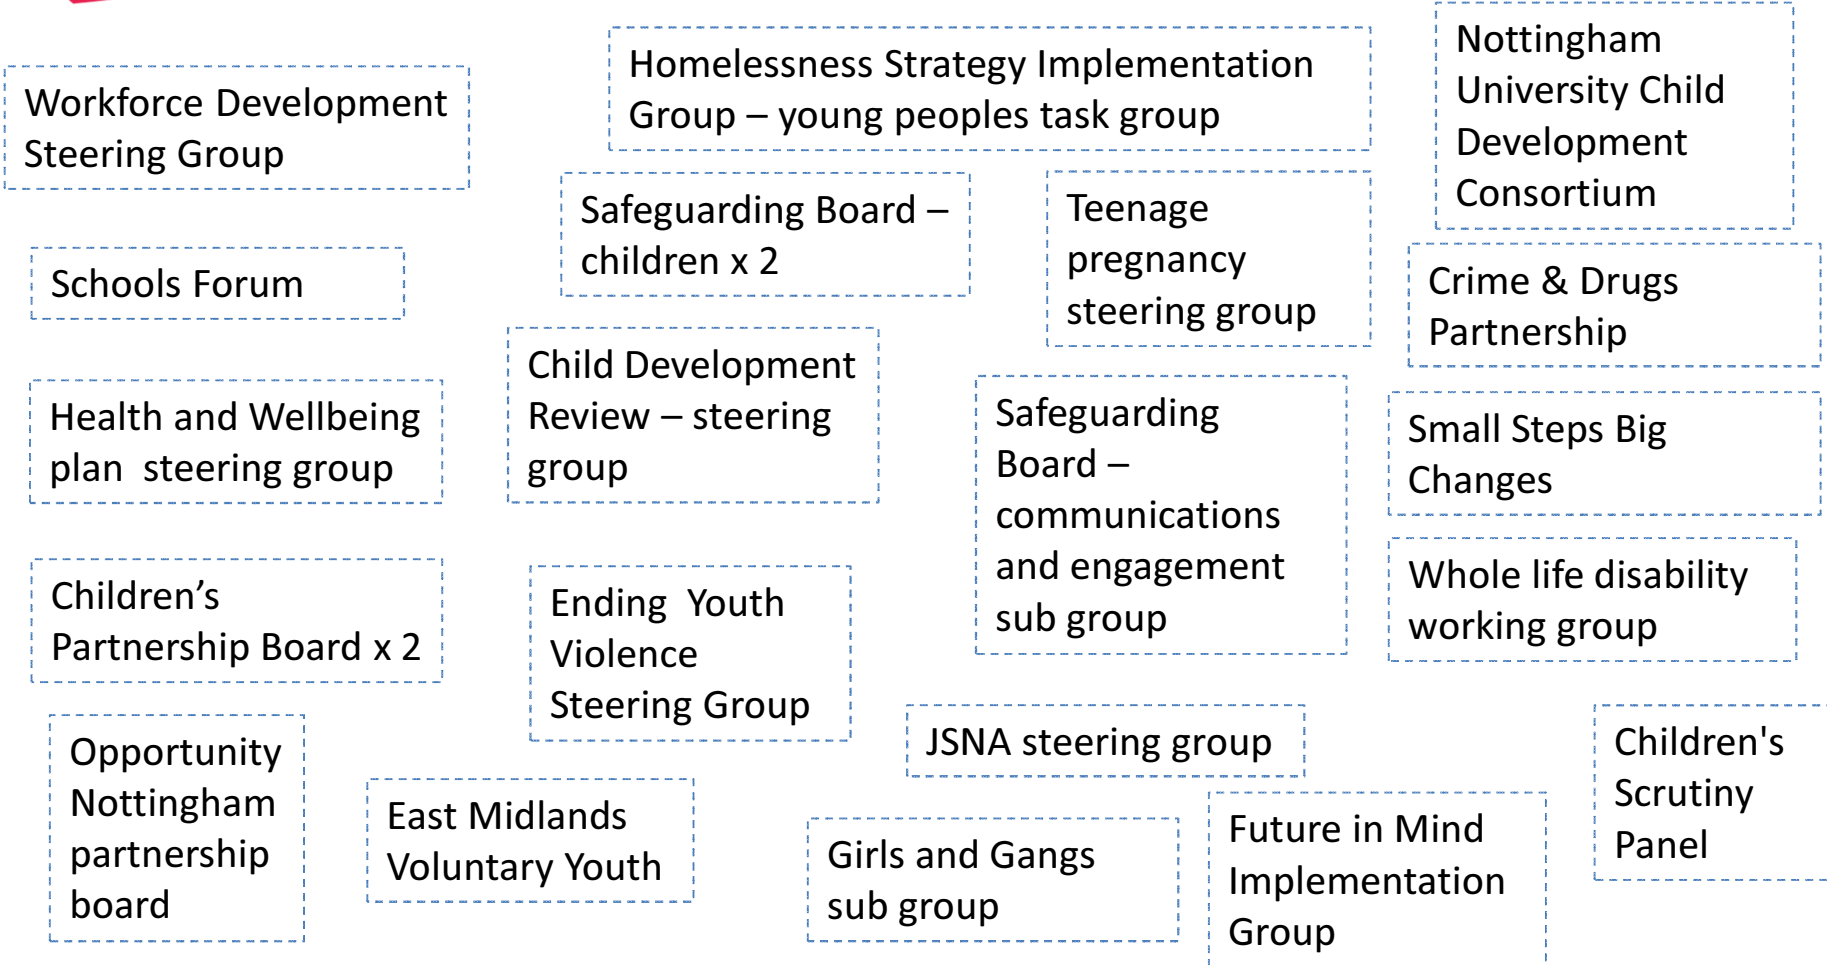 Workforce Development
Steering Group
Homelessness Strategy Implementation
Group – young peoples task group
Nottingham
University Child
Development
Consortium
Safeguarding Board –
children x 2
Teenage
pregnancy
steering group
Schools Forum
Crime & Drugs
Partnership
Child Development
Review – steering
group
Health and Wellbeing
plan  steering group
Safeguarding
Board –
communications
and engagement
sub group
Small Steps Big
Changes
Children’s
Partnership Board x 2
Ending  Youth
Violence
Steering Group
Whole life disability
working group
Opportunity
Nottingham
partnership
board
East Midlands
Voluntary Youth
JSNA steering group
Girls and Gangs
sub group
Future in Mind
Implementation
Group
Children's
Scrutiny
Panel